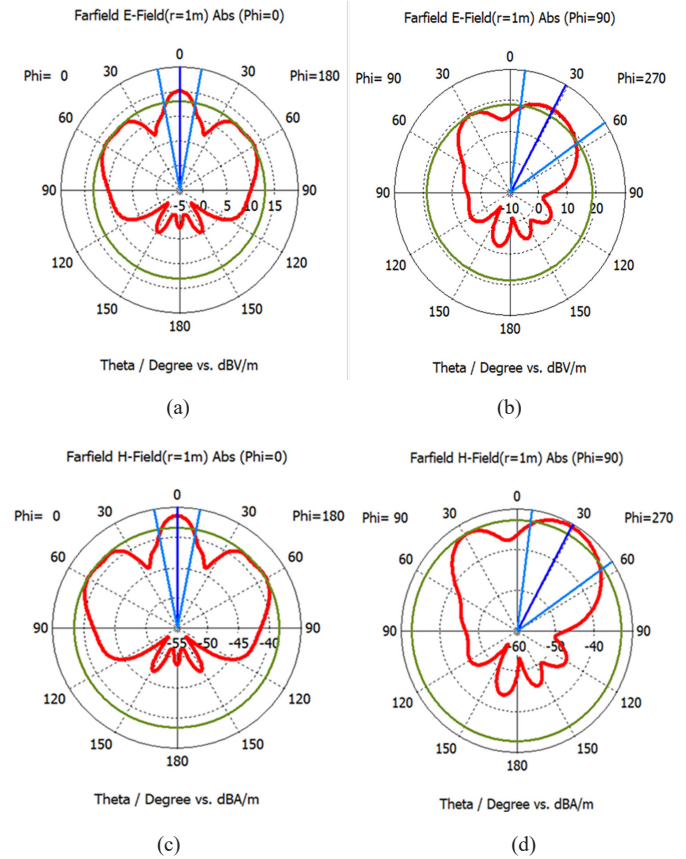 Farfield E-Field(r=1m) Abs (Phi=0)
0
Phi= 0 30 30 Phi=180
60 60
90 -5 0 5 10 15 90
120 120
150 150
180
Theta / Degree vs. dBV/m
(a)
Farfield E-Field(r=1m) Abs (Phi=90)
0
Phi= 90 30 30 Phi=270
60 60
90 -10 0 10 20 90
120 120
150 150
180
Theta / Degree vs. dBV/m
(b)
Farfield H-Field(r=1m) Abs (Phi=0)
0
Phi= 0 30 30 Phi=180
60 60
90 -55 -50 -45 -40 90
120 120
150 150
180
Theta / Degree vs. dBA/m
(c)
Farfield H-Field(r=1m) Abs (Phi=90)
0
Phi= 90 30 30 Phi=270
60 60
90 -60 -50 -40 90
120 120
150 150
180
Theta / Degree vs. dBA/m
(d)